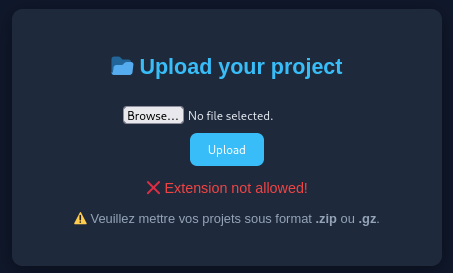 📂 Upload your project
Browse... No file selected.
Upload
❌ Extension not allowed!
⚠️ Veuillez mettre vos projets sous format .zip ou .gz.